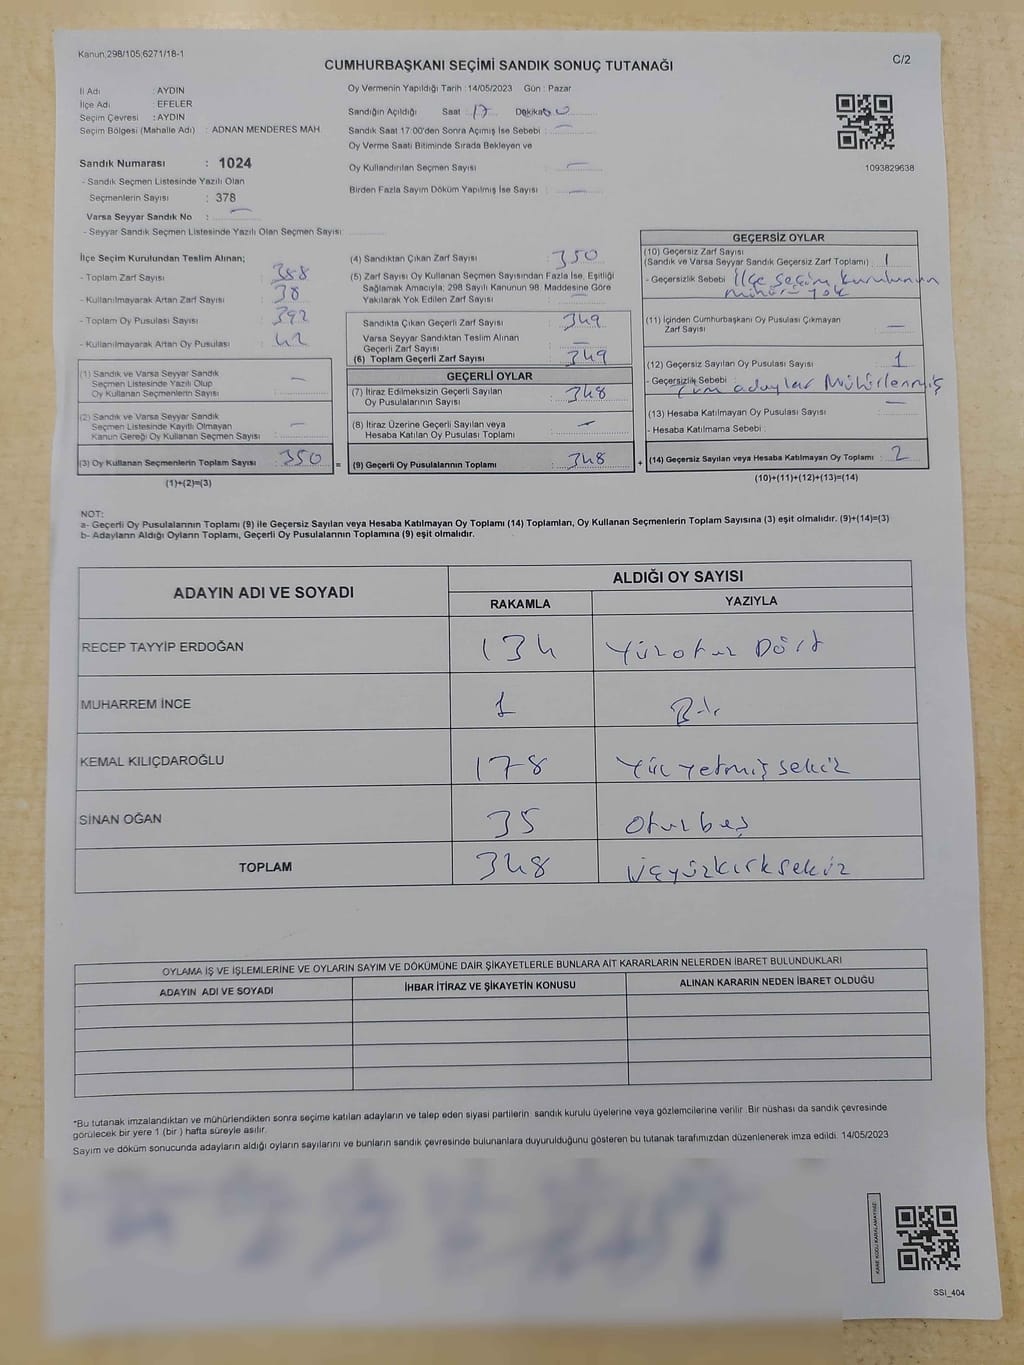 Kanun;298/105,6271/18-1
CUMHURBAŞKANI SEÇİMİ SANDIK SONUÇ TUTANAĞI
C/2
İl Adı : AYDIN
İlçe Adı : EFELER
Seçim Çevresi : AYDIN
Seçim Bölgesi (Mahalle Adı) : ADNAN MENDERES MAH.
Sandık Numarası : 1024
- Sandık Seçmen Listesinde Yazılı Olan
Seçmenlerin Sayısı : 378
Varsa Seyyar Sandık No : —
- Seyyar Sandık Seçmen Listesinde Yazılı Olan Seçmen Sayısı:
Oy Vermenin Yapıldığı Tarih : 14/05/2023 Gün : Pazar
Sandığın Açıldığı Saat : 17 Dakika
Sandık Saat 17:00'den Sonra Açımış İse Sebebi : —
Oy Verme Saati Bitiminde Sırada Bekleyen ve
Oy Kullandırılan Seçmen Sayısı : —
Birden Fazla Sayım Döküm Yapılmış İse Sayısı : —
1093829638
İlçe Seçim Kurulundan Teslim Alınan;
- Toplam Zarf Sayısı : 388
- Kullanılmayarak Artan Zarf Sayısı : 38
- Toplam Oy Pusulası Sayısı : 392
- Kullanılmayarak Artan Oy Pusulası : 42
(1) Sandık ve Varsa Seyyar Sandık
Seçmen Listesinde Yazılı Olup
Oy Kullanan Seçmenlerin Sayısı : —
(2) Sandık ve Varsa Seyyar Sandık
Seçmen Listesinde Kayıtlı Olmayan
Kanun Gereği Oy Kullanan Seçmen Sayısı : —
(3) Oy Kullanan Seçmenlerin Toplam Sayısı : 350
(1)+(2)=(3)
(4) Sandıktan Çıkan Zarf Sayısı : 350
(5) Zarf Sayısı Oy Kullanan Seçmen Sayısından Fazla İse, Eşitliği
Sağlamak Amacıyla; 298 Sayılı Kanunun 98. Maddesine Göre
Yakılarak Yok Edilen Zarf Sayısı : —
Sandıkta Çıkan Geçerli Zarf Sayısı : 349
Varsa Seyyar Sandıktan Teslim Alınan
Geçerli Zarf Sayısı : —
(6) Toplam Geçerli Zarf Sayısı : 349
GEÇERLİ OYLAR
(7) İtiraz Edilmeksizin Geçerli Sayılan
Oy Pusulalarının Sayısı : 348
(8) İtiraz Üzerine Geçerli Sayılan veya
Hesaba Katılan Oy Pusulası Toplamı : —
= (9) Geçerli Oy Pusulalarının Toplamı : 348 +
GEÇERSİZ OYLAR
(10) Geçersiz Zarf Sayısı
(Sandık ve Varsa Seyyar Sandık Geçersiz Zarf Toplamı) : 1
- Geçersizlik Sebebi : İlçe seçim kurulunun
mührü yok
(11) İçinden Cumhurbaşkanı Oy Pusulası Çıkmayan
Zarf Sayısı : —
(12) Geçersiz Sayılan Oy Pusulası Sayısı : 1
- Geçersizlik Sebebi : Tüm adaylar Mühürlenmiş
(13) Hesaba Katılmayan Oy Pusulası Sayısı : —
- Hesaba Katılmama Sebebi :
(14) Geçersiz Sayılan veya Hesaba Katılmayan Oy Toplamı : 2
(10)+(11)+(12)+(13)=(14)
NOT:
a- Geçerli Oy Pusulalarının Toplamı (9) ile Geçersiz Sayılan veya Hesaba Katılmayan Oy Toplamı (14) Toplamları, Oy Kullanan Seçmenlerin Toplam Sayısına (3) eşit olmalıdır. (9)+(14)=(3)
b- Adayların Aldığı Oyların Toplamı, Geçerli Oy Pusulalarının Toplamına (9) eşit olmalıdır.
ADAYIN ADI VE SOYADI
ALDIĞI OY SAYISI
RAKAMLA YAZIYLA
RECEP TAYYİP ERDOĞAN 134 Yüzotuz Dört
MUHARREM İNCE 1 Bir
KEMAL KILIÇDAROĞLU 178 Yüz yetmiş sekiz
SİNAN OĞAN 35 otuz beş
TOPLAM 348 Üçyüzkırksekiz
OYLAMA İŞ VE İŞLEMLERİNE VE OYLARIN SAYIM VE DÖKÜMÜNE DAİR ŞİKAYETLERLE BUNLARA AİT KARARLARIN NELERDEN İBARET BULUNDUKLARI
ADAYIN ADI VE SOYADI İHBAR İTİRAZ VE ŞİKAYETİN KONUSU ALINAN KARARIN NEDEN İBARET OLDUĞU
*Bu tutanak imzalandıktan ve mühürlendikten sonra seçime katılan adayların ve talep eden siyasi partilerin sandık kurulu üyelerine veya gözlemcilerine verilir. Bir nüshası da sandık çevresinde
görülecek bir yere 1 (bir ) hafta süreyle asılır.
Sayım ve döküm sonucunda adayların aldığı oyların sayılarını ve bunların sandık çevresinde bulunanlara duyurulduğunu gösteren bu tutanak tarafımızdan düzenlenerek imza edildi. 14/05/2023
KARE KODU KARALAMAYINIZ!
SSI_404